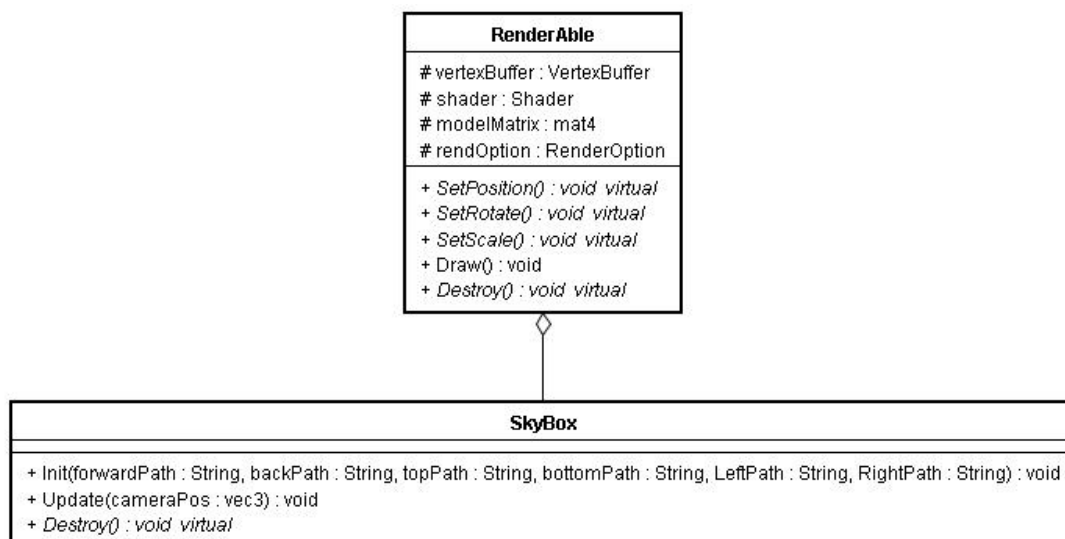 RenderAble
# vertexBuffer : VertexBuffer
# shader : Shader
# modelMatrix : mat4
# rendOption : RenderOption
+ SetPosition() : void virtual
+ SetRotate() : void virtual
+ SetScale() : void virtual
+ Draw() : void
+ Destroy() : void virtual
SkyBox
+ Init(forwardPath : String, backPath : String, topPath : String, bottomPath : String, LeftPath : String, RightPath : String) : void
+ Update(cameraPos : vec3) : void
+ Destroy() : void virtual